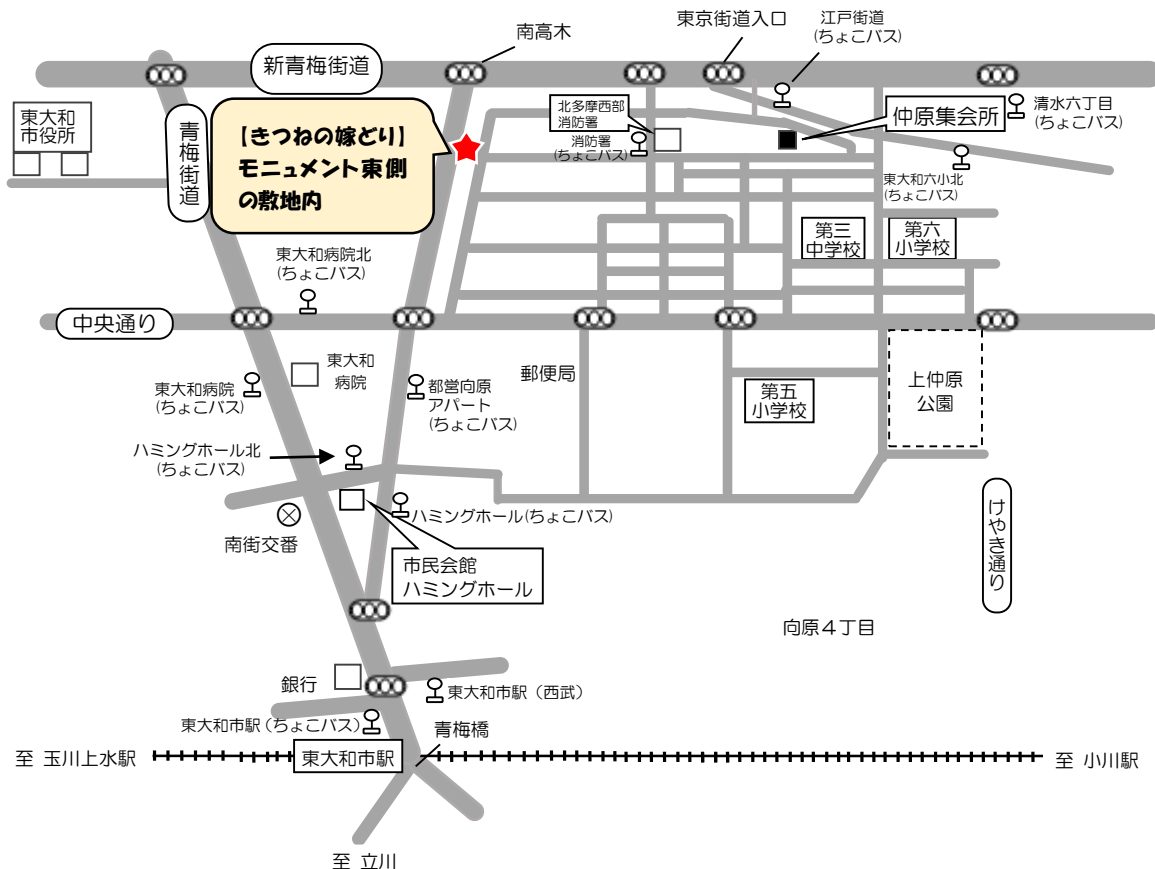 東京街道入口
江戸街道
(ちょこバス)
南高木
新青梅街道
東大和
市役所
青梅街道
【きつねの嫁どり】
モニュメント東側
の敷地内
北多摩西部
消防署
消防署
(ちょこバス)
仲原集会所
清水六丁目
(ちょこバス)
東大和六小北
(ちょこバス)
第三
中学校
第六
小学校
東大和病院北
(ちょこバス)
中央通り
東大和
病院
東大和病院
(ちょこバス)
都営向原
アパート
(ちょこバス)
郵便局
第五
小学校
上仲原
公園
ハミングホール北
(ちょこバス)
ハミングホール(ちょこバス)
南街交番
市民会館
ハミングホール
けやき通り
向原4丁目
銀行
東大和市駅(西武)
東大和市駅(ちょこバス)
青梅橋
至 玉川上水駅
東大和市駅
至 小川駅
至 立川